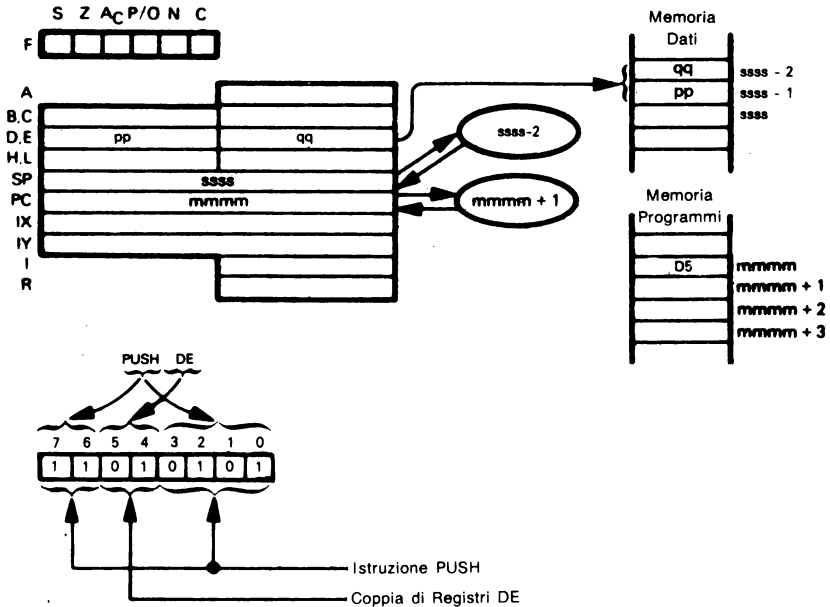 S Z AC P/O N C
F
A
B,C
D,E pp qq
H,L
SP ssss
PC mmmm
IX
IY
I
R
ssss-2
mmmm + 1
Memoria
Dati
qq ssss - 2
pp ssss - 1
ssss
Memoria
Programmi
D5 mmmm
mmmm + 1
mmmm + 2
mmmm + 3
PUSH DE
7 6 5 4 3 2 1 0
1 1 0 1 0 1 0 1
Istruzione PUSH
Coppia di Registri DE